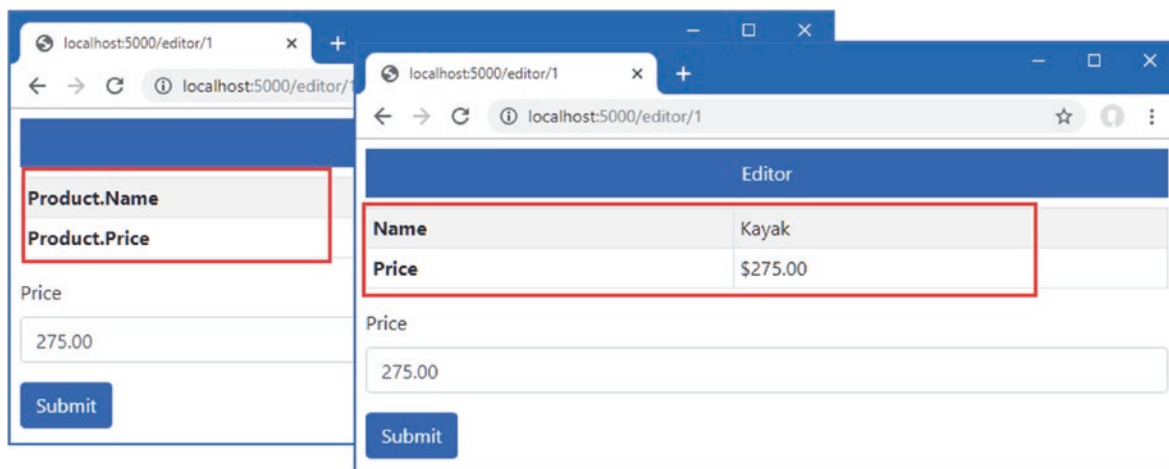 localhost:5000/editor/1
localhost:5000/editor/
Product.Name
Product.Price
Price
275.00
Submit
localhost:5000/editor/1
localhost:5000/editor/1
Editor
Name Kayak
Price $275.00
Price
275.00
Submit